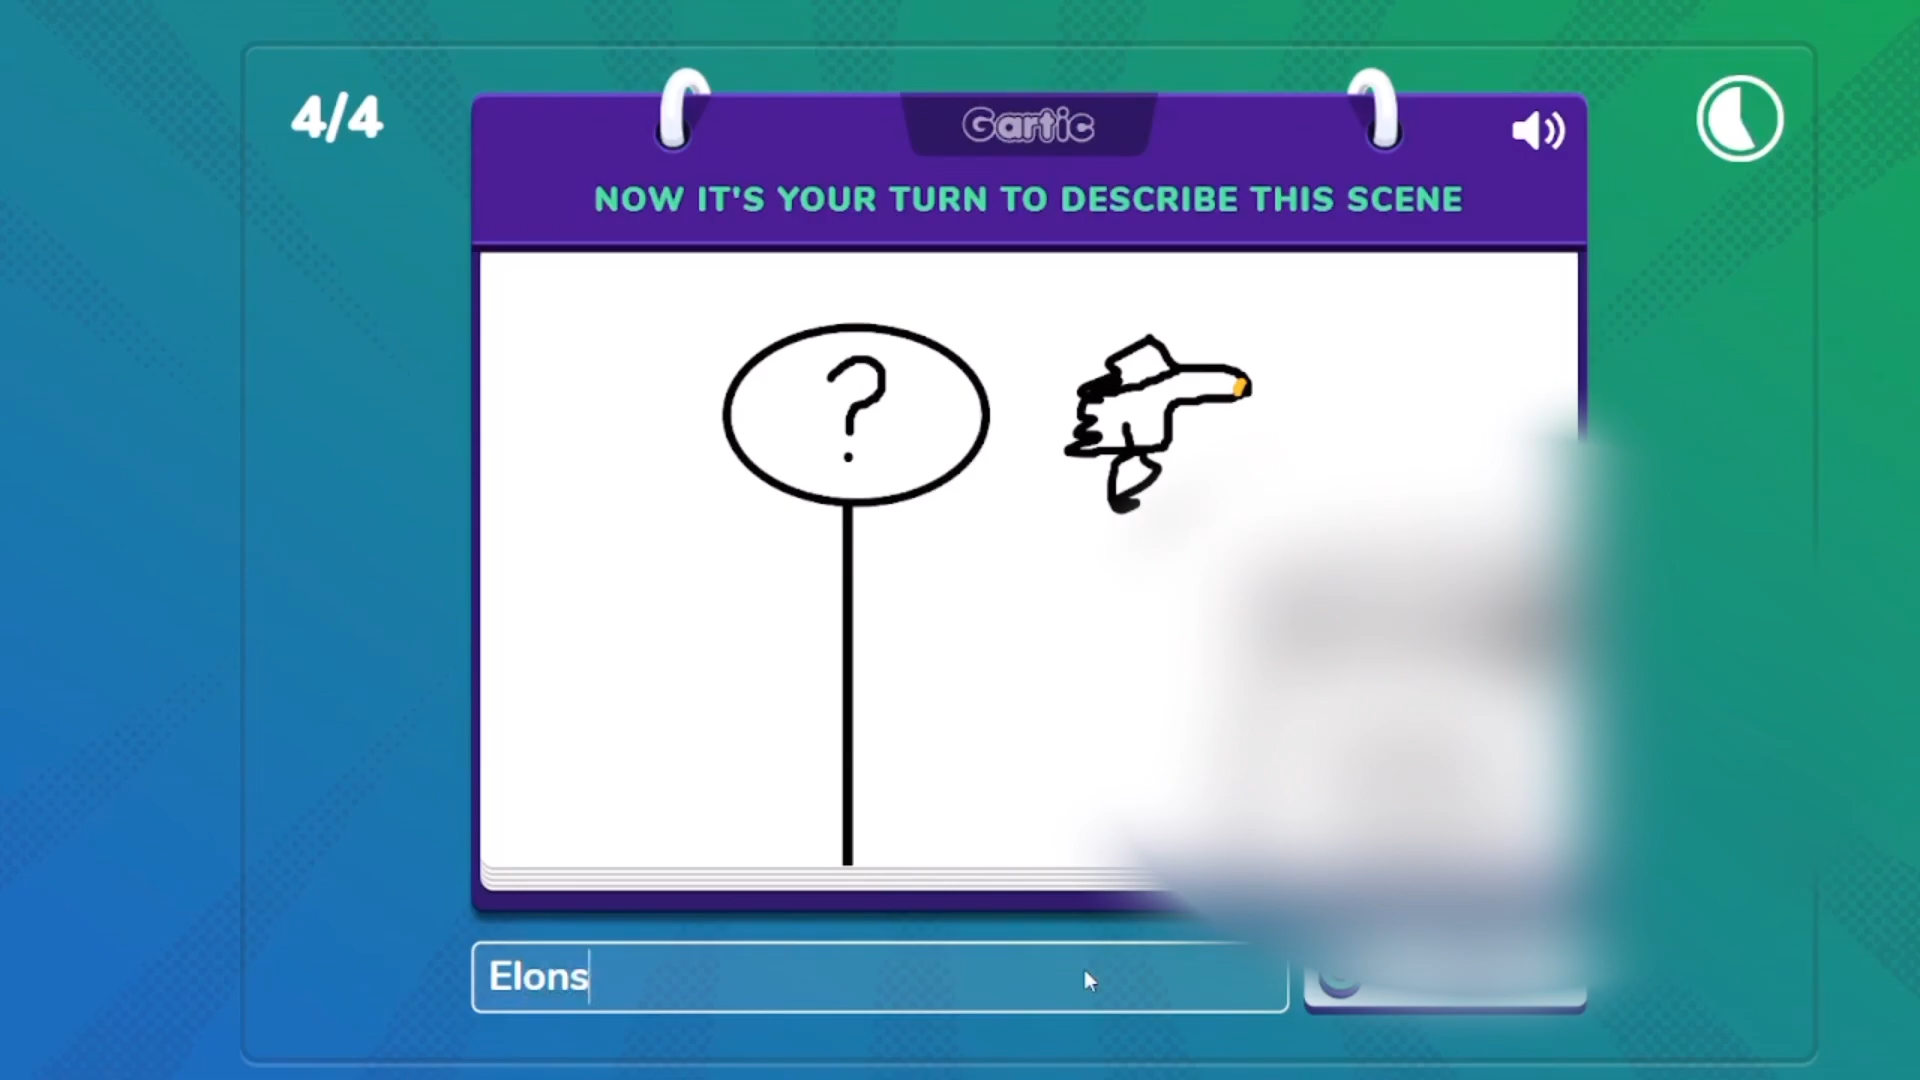 4/4
Gartic
NOW IT'S YOUR TURN TO DESCRIBE THIS SCENE
?
Elons